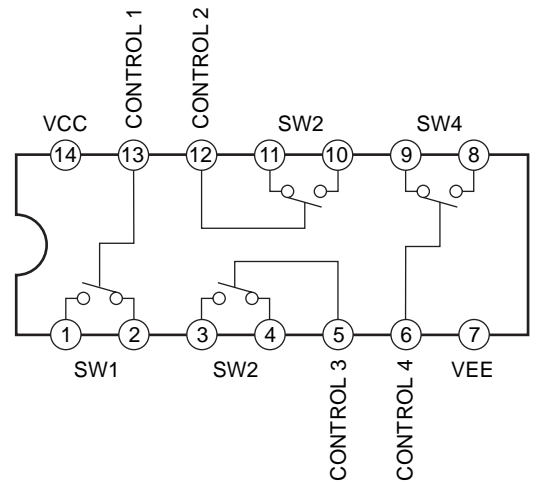 CONTROL 1
CONTROL 2
VCC
SW2
SW4
14
13
12
11
10
9
8
1
2
3
4
5
6
7
SW1
SW2
CONTROL 3
CONTROL 4
VEE